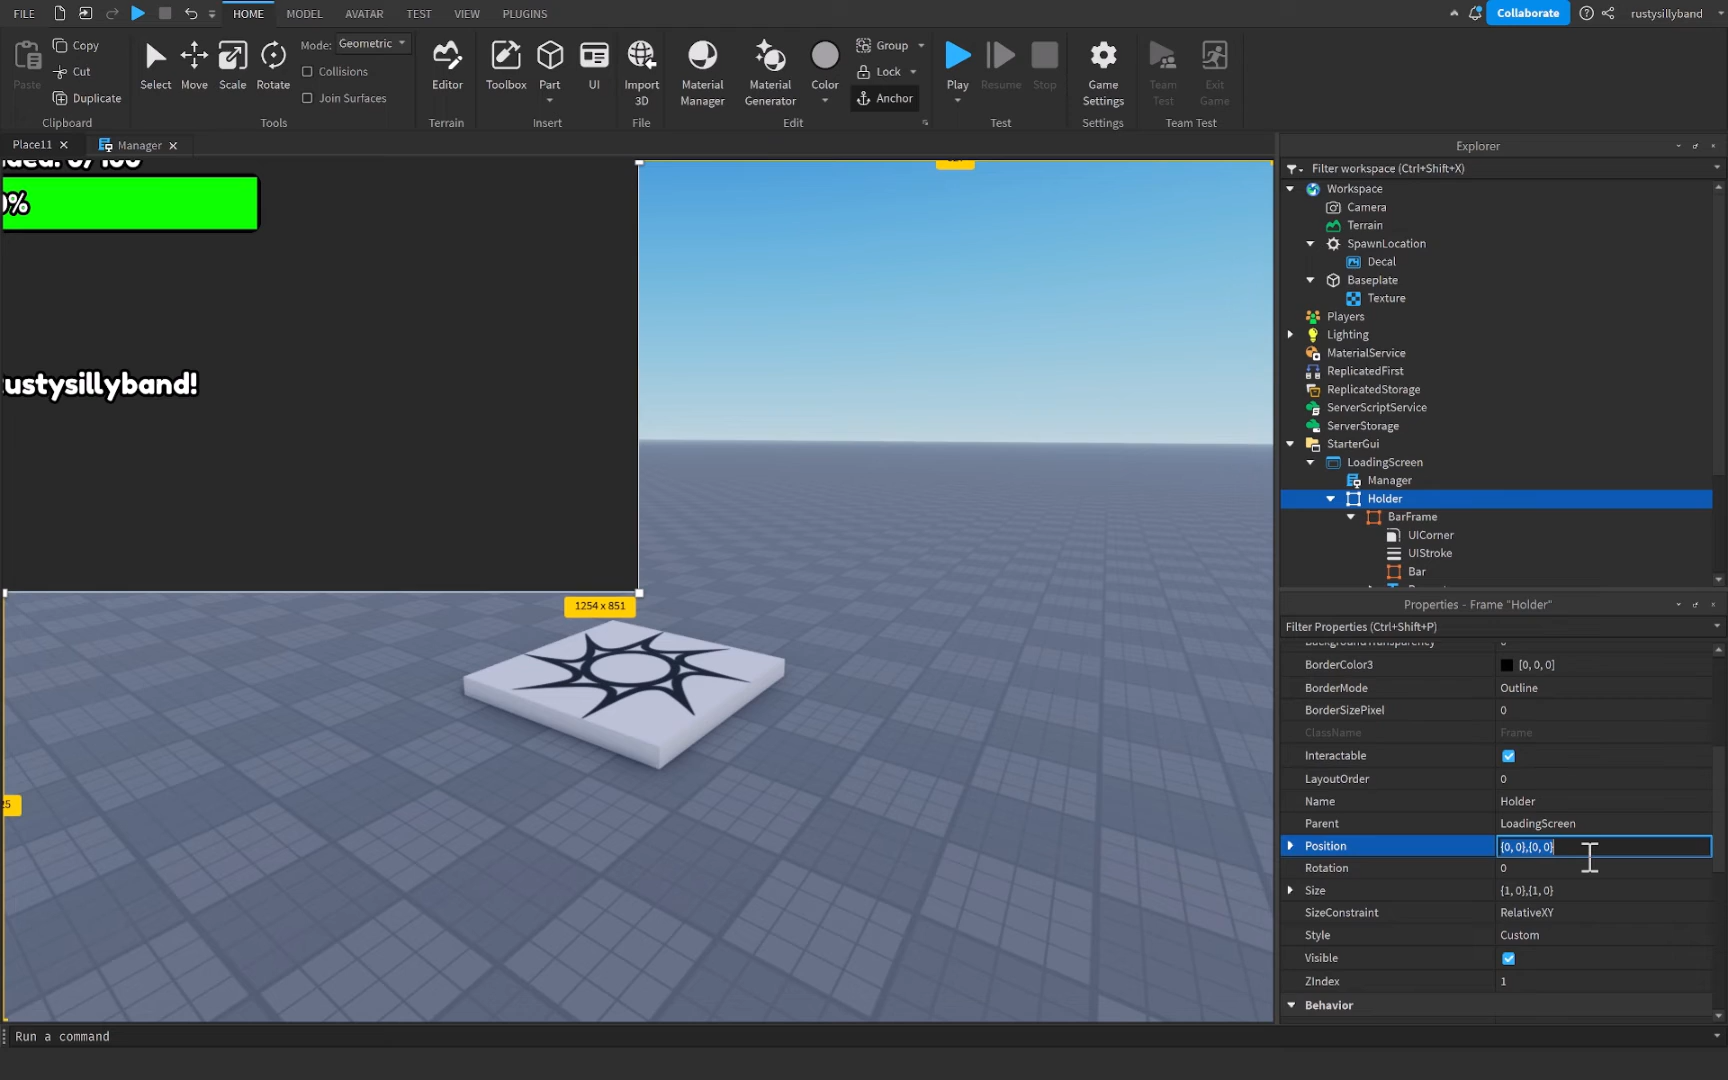 FILE HOME MODEL AVATAR TEST VIEW PLUGINS Collaborate rustysillyband
Paste Copy Cut Duplicate Clipboard
Select Move Scale Rotate Mode: Geometric Collisions Join Surfaces Tools
Editor Terrain
Toolbox Part UI Insert
Import 3D File
Material Manager Material Generator Color Group Lock Anchor Edit
Play Resume Stop Test
Game Settings Settings
Team Test Exit Game Team Test
Place11 Manager
0%
rustysillyband!
1254 x 851
25
Explorer
Filter workspace (Ctrl+Shift+X)
Workspace
Camera
Terrain
SpawnLocation
Decal
Baseplate
Texture
Players
Lighting
MaterialService
ReplicatedFirst
ReplicatedStorage
ServerScriptService
ServerStorage
StarterGui
LoadingScreen
Manager
Holder
BarFrame
UICorner
UIStroke
Bar
Properties - Frame "Holder"
Filter Properties (Ctrl+Shift+P)
BackgroundTransparency 0
BorderColor3 [0, 0, 0]
BorderMode Outline
BorderSizePixel 0
ClassName Frame
Interactable
LayoutOrder 0
Name Holder
Parent LoadingScreen
Position {0, 0},{0, 0}
Rotation 0
Size {1, 0},{1, 0}
SizeConstraint RelativeXY
Style Custom
Visible
ZIndex 1
Behavior
Run a command